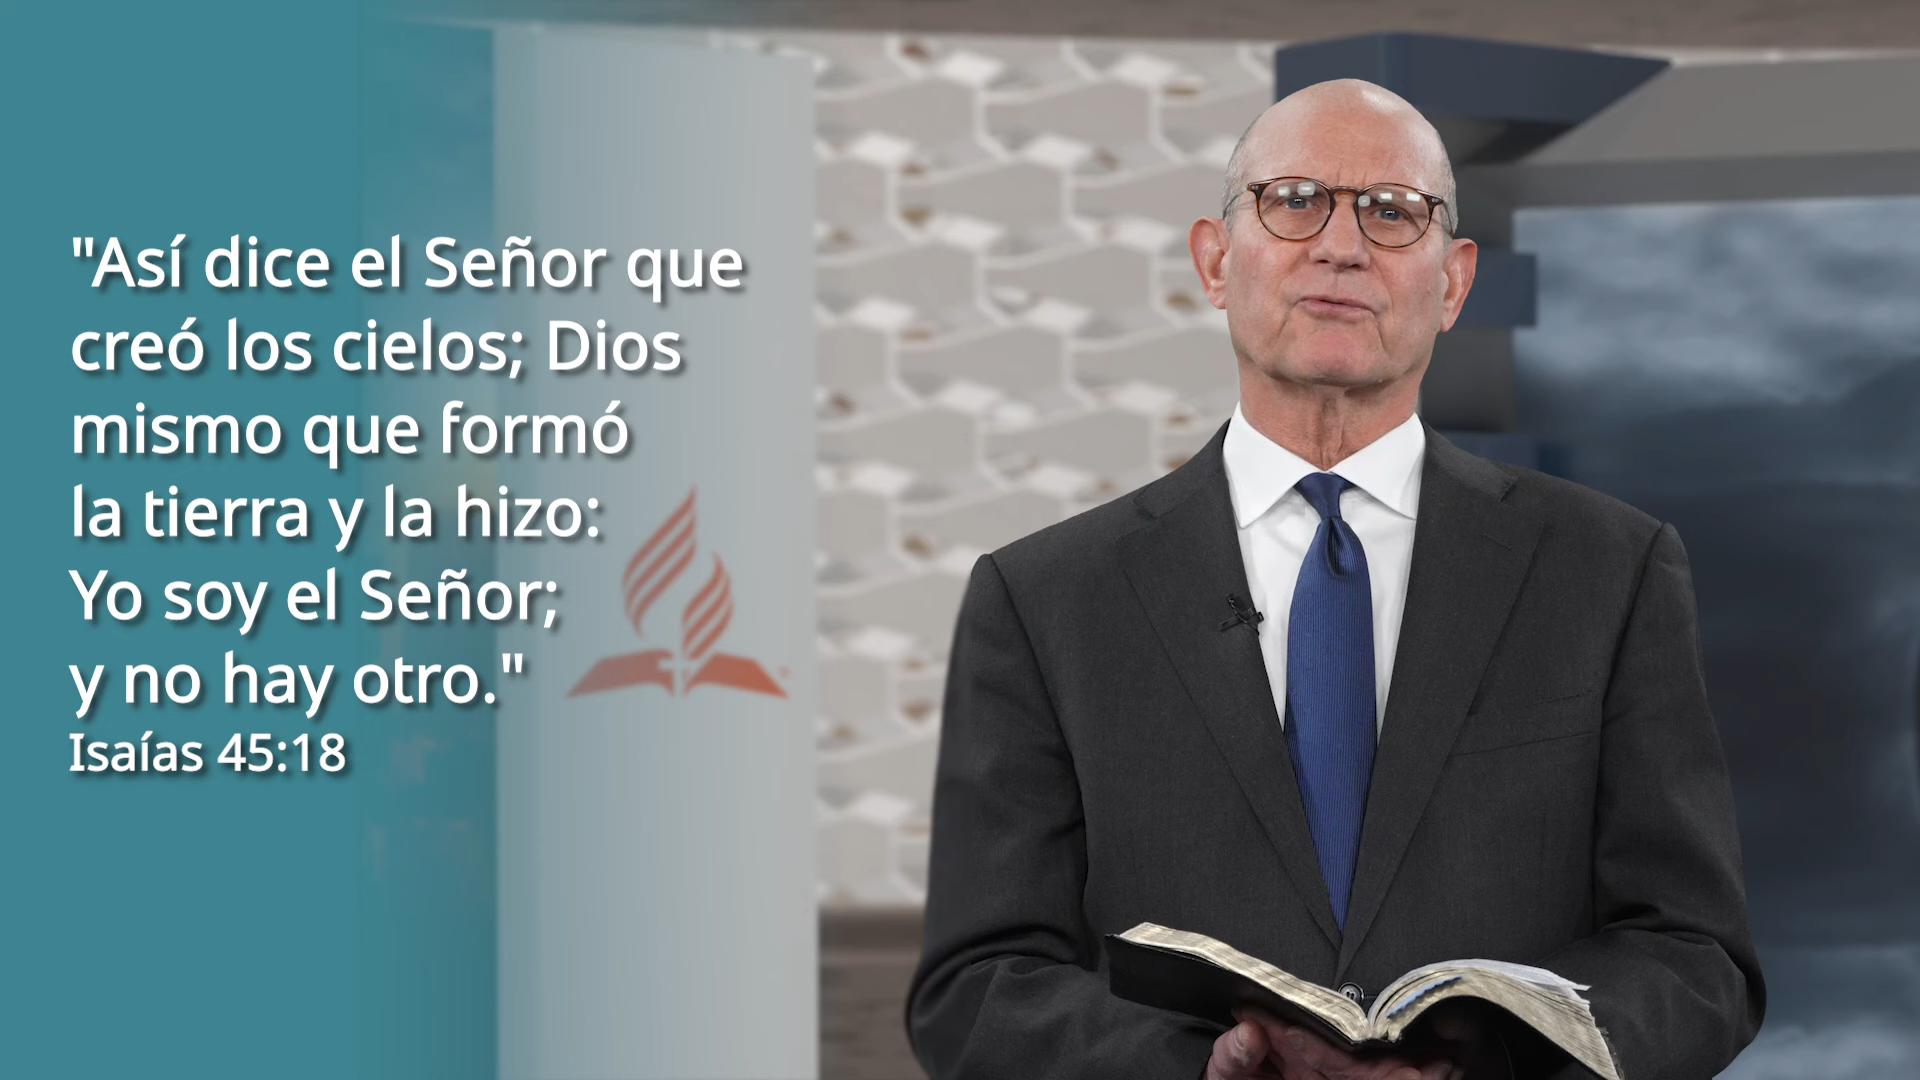 "Así dice el Señor que
creó los cielos; Dios
mismo que formó
la tierra y la hizo:
Yo soy el Señor;
y no hay otro."
Isaías 45:18